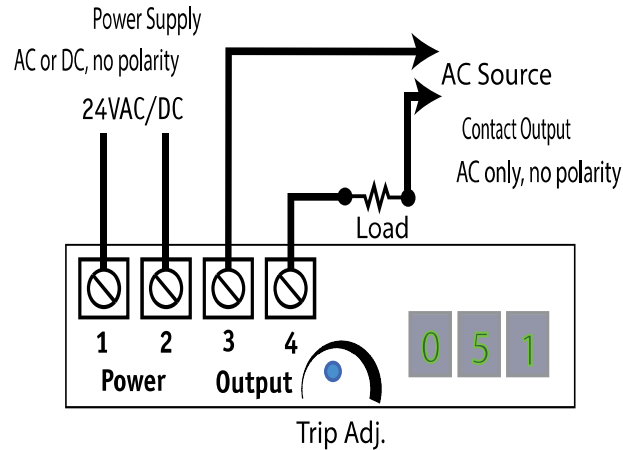 Power Supply
AC or DC, no polarity
24VAC/DC
AC Source
Contact Output
AC only, no polarity
Load
1 2 3 4
Power Output
0 5 1
Trip Adj.